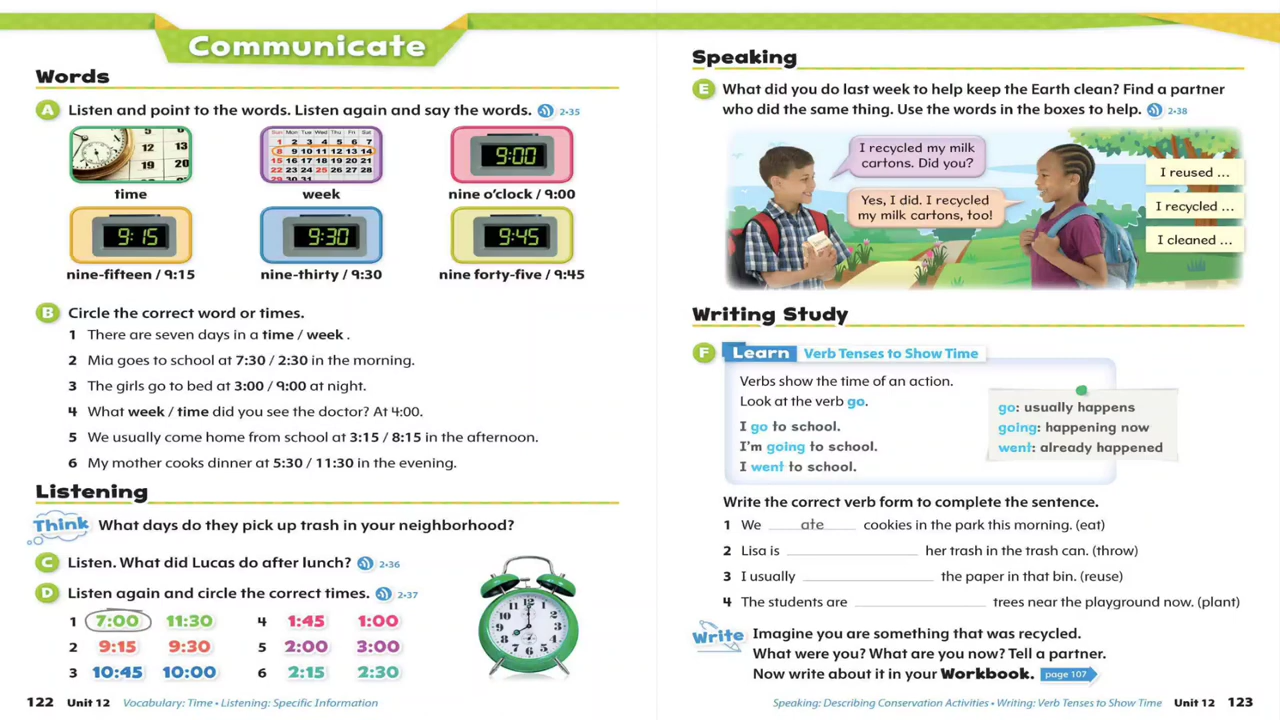 Communicate
Words
A Listen and point to the words. Listen again and say the words. 2•35
time
week
9:00
nine o'clock / 9:00
9:15
nine-fifteen / 9:15
9:30
nine-thirty / 9:30
9:45
nine forty-five / 9:45
B Circle the correct word or times.
1 There are seven days in a time / week .
2 Mia goes to school at 7:30 / 2:30 in the morning.
3 The girls go to bed at 3:00 / 9:00 at night.
4 What week / time did you see the doctor? At 4:00.
5 We usually come home from school at 3:15 / 8:15 in the afternoon.
6 My mother cooks dinner at 5:30 / 11:30 in the evening.
Listening
Think What days do they pick up trash in your neighborhood?
C Listen. What did Lucas do after lunch? 2•36
D Listen again and circle the correct times. 2•37
1 7:00 11:30 4 1:45 1:00
2 9:15 9:30 5 2:00 3:00
3 10:45 10:00 6 2:15 2:30
122 Unit 12 Vocabulary: Time • Listening: Specific Information
Speaking
E What did you do last week to help keep the Earth clean? Find a partner
who did the same thing. Use the words in the boxes to help. 2•38
I recycled my milk
cartons. Did you?
Yes, I did. I recycled
my milk cartons, too!
I reused ...
I recycled ...
I cleaned ...
Writing Study
F Learn Verb Tenses to Show Time
Verbs show the time of an action.
Look at the verb go.
I go to school.
I'm going to school.
I went to school.
go: usually happens
going: happening now
went: already happened
Write the correct verb form to complete the sentence.
1 We ate cookies in the park this morning. (eat)
2 Lisa is ____ her trash in the trash can. (throw)
3 I usually ____ the paper in that bin. (reuse)
4 The students are ____ trees near the playground now. (plant)
Write Imagine you are something that was recycled.
What were you? What are you now? Tell a partner.
Now write about it in your Workbook. page 107
Speaking: Describing Conservation Activities • Writing: Verb Tenses to Show Time Unit 12 123